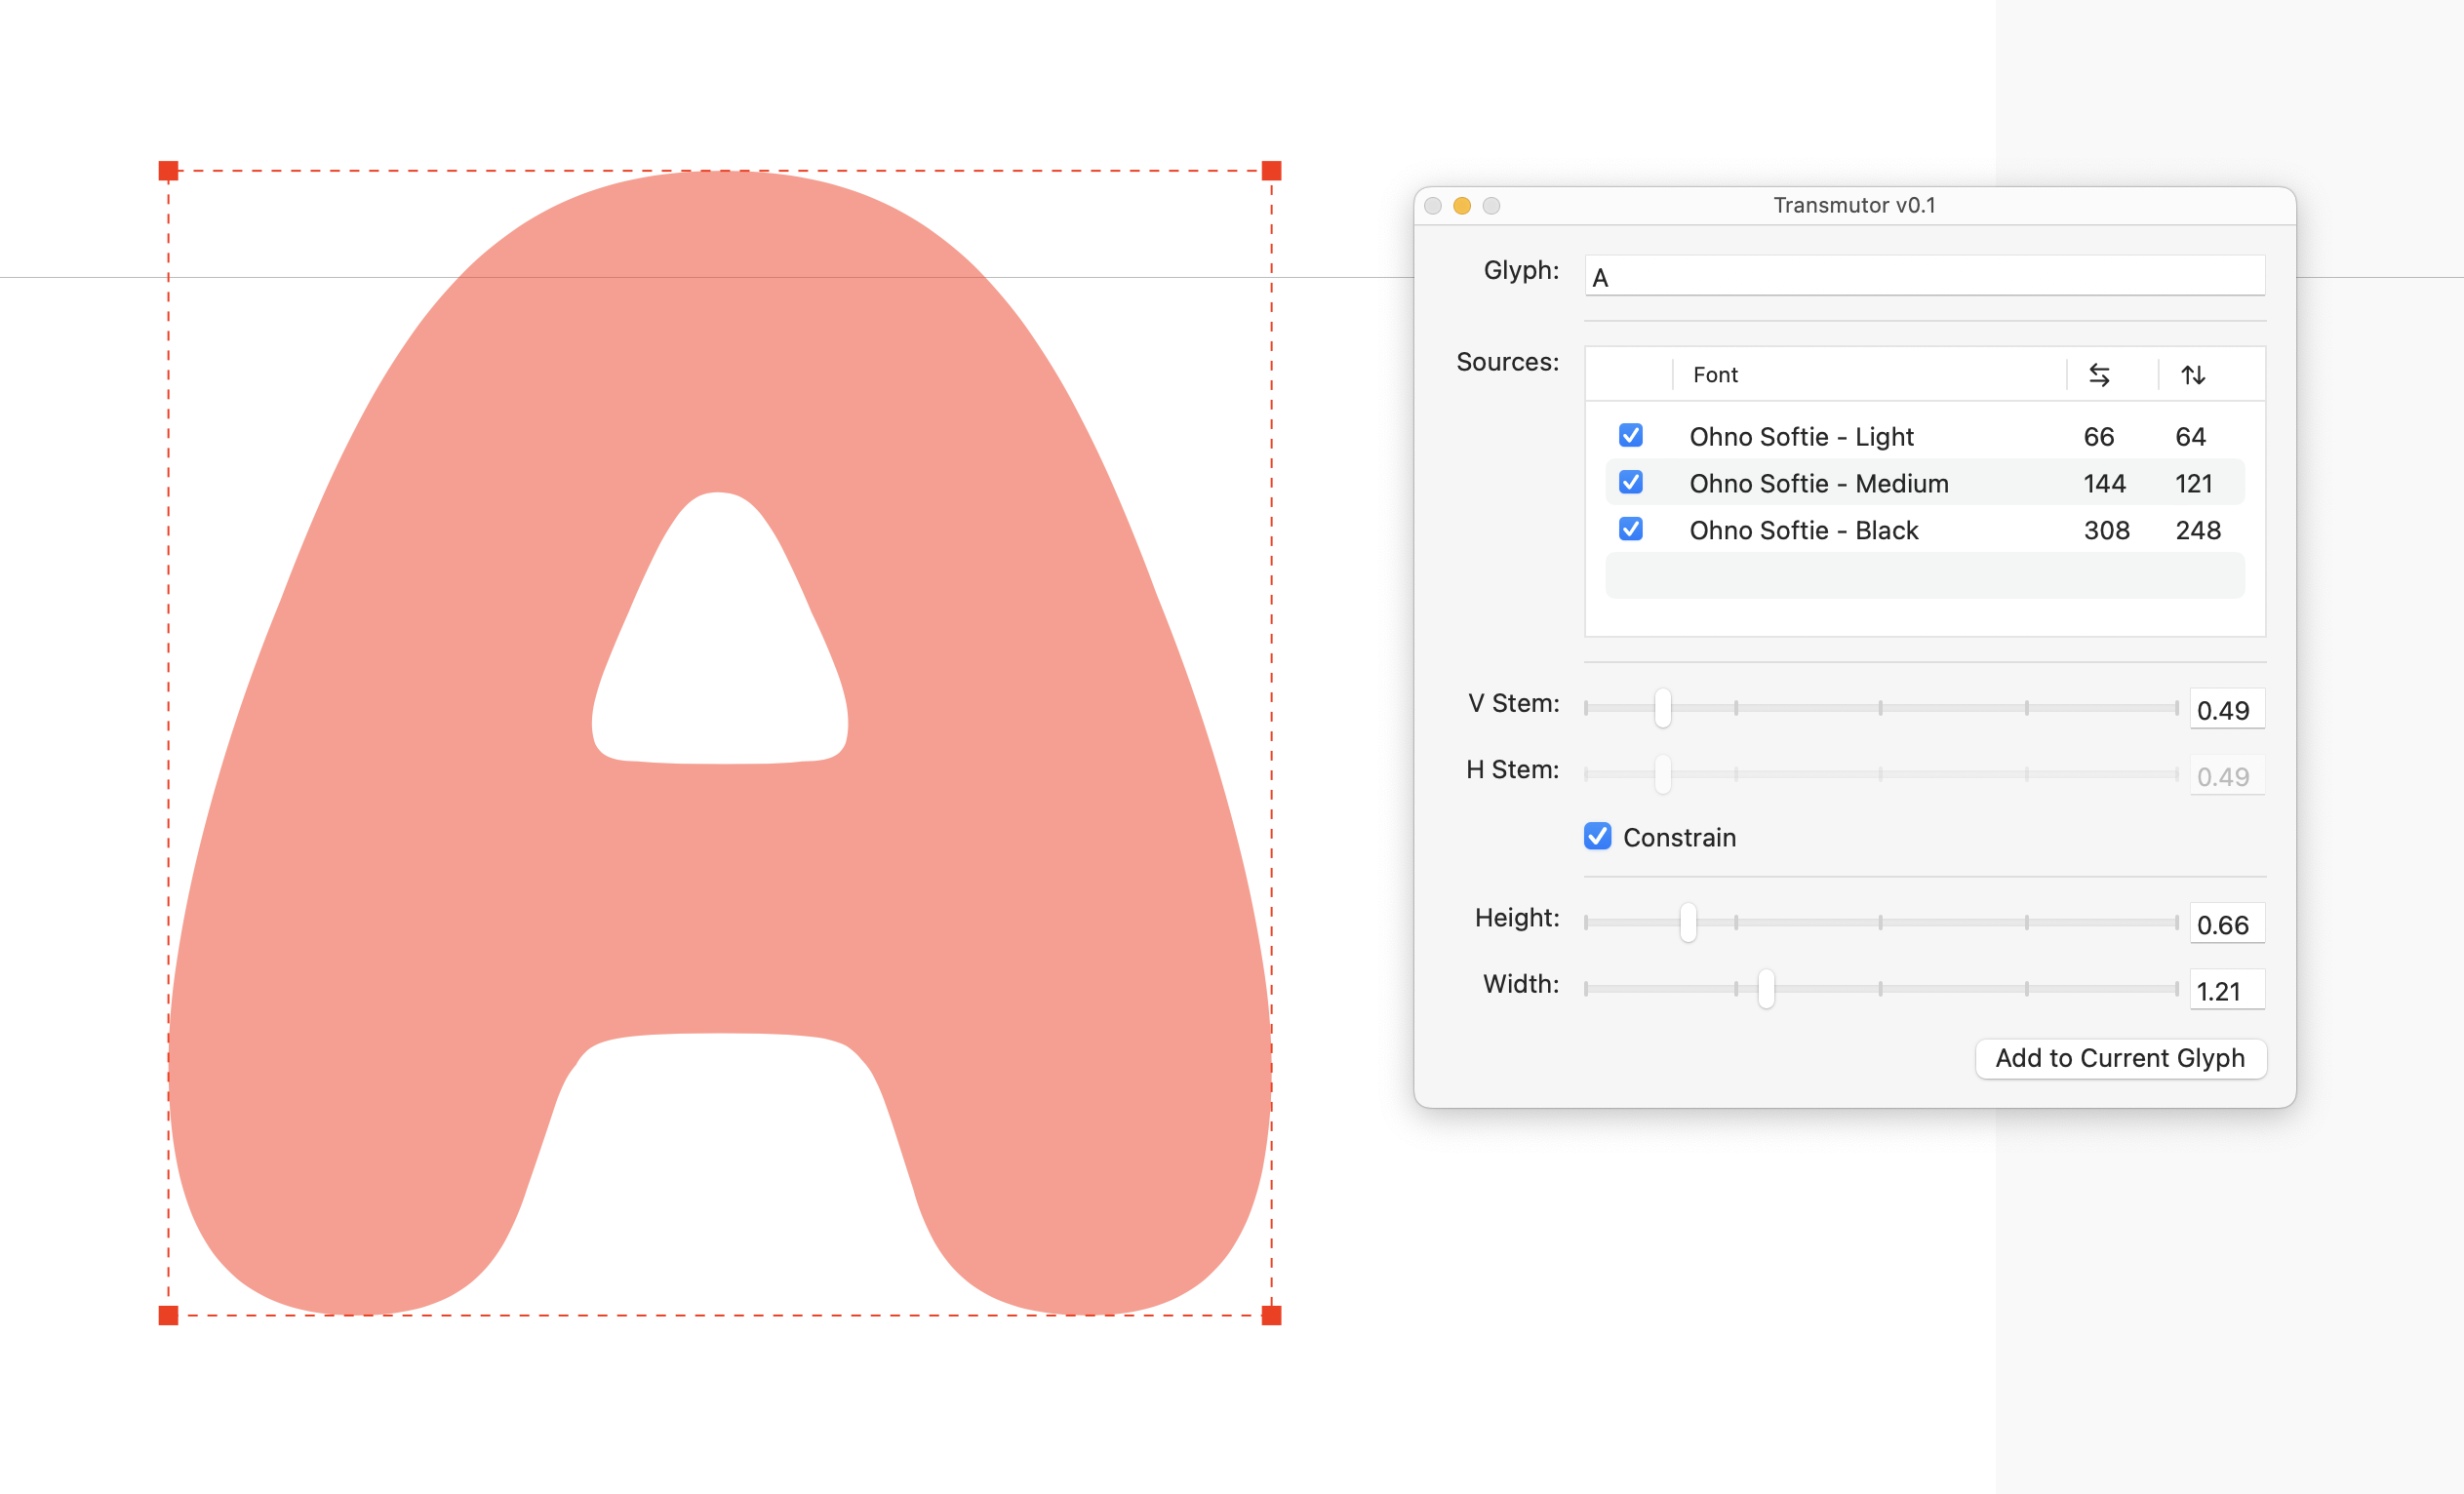 A
Transmutor v0.1
Glyph: A
Sources:
Font ⇆ ↑↓
Ohno Softie - Light 66 64
Ohno Softie - Medium 144 121
Ohno Softie - Black 308 248
V Stem: 0.49
H Stem: 0.49
Constrain
Height: 0.66
Width: 1.21
Add to Current Glyph